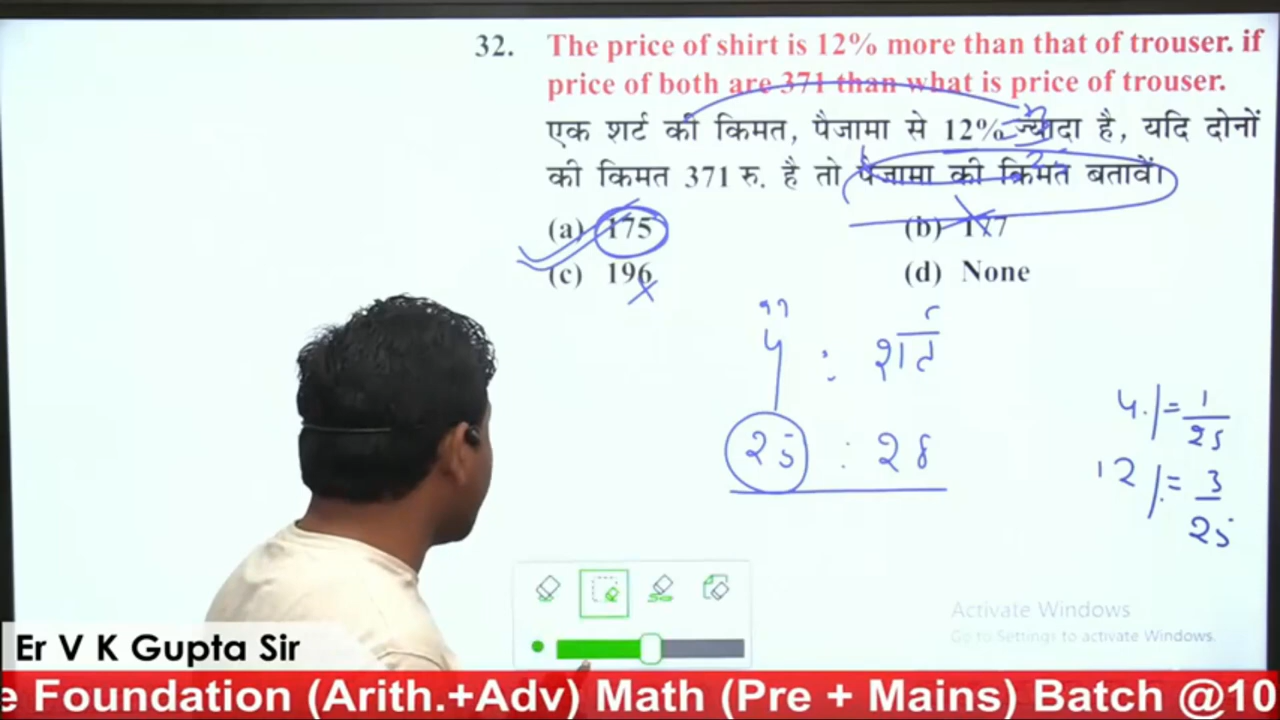 32. The price of shirt is 12% more than that of trouser. if
price of both are 371 than what is price of trouser.
एक शर्ट की किमत, पैजामा से 12% ज्यादा है, यदि दोनों
की किमत 371 रु. है तो पैजामा की किमत बतावें।
(a) 175 (b) 177
(c) 196 (d) None
: शर्ट
25 : 28
4% = 1/25
12% = 3/25
Activate Windows
Go to Settings to activate Windows.
Er V K Gupta Sir
e Foundation (Arith.+Adv) Math (Pre + Mains) Batch @10